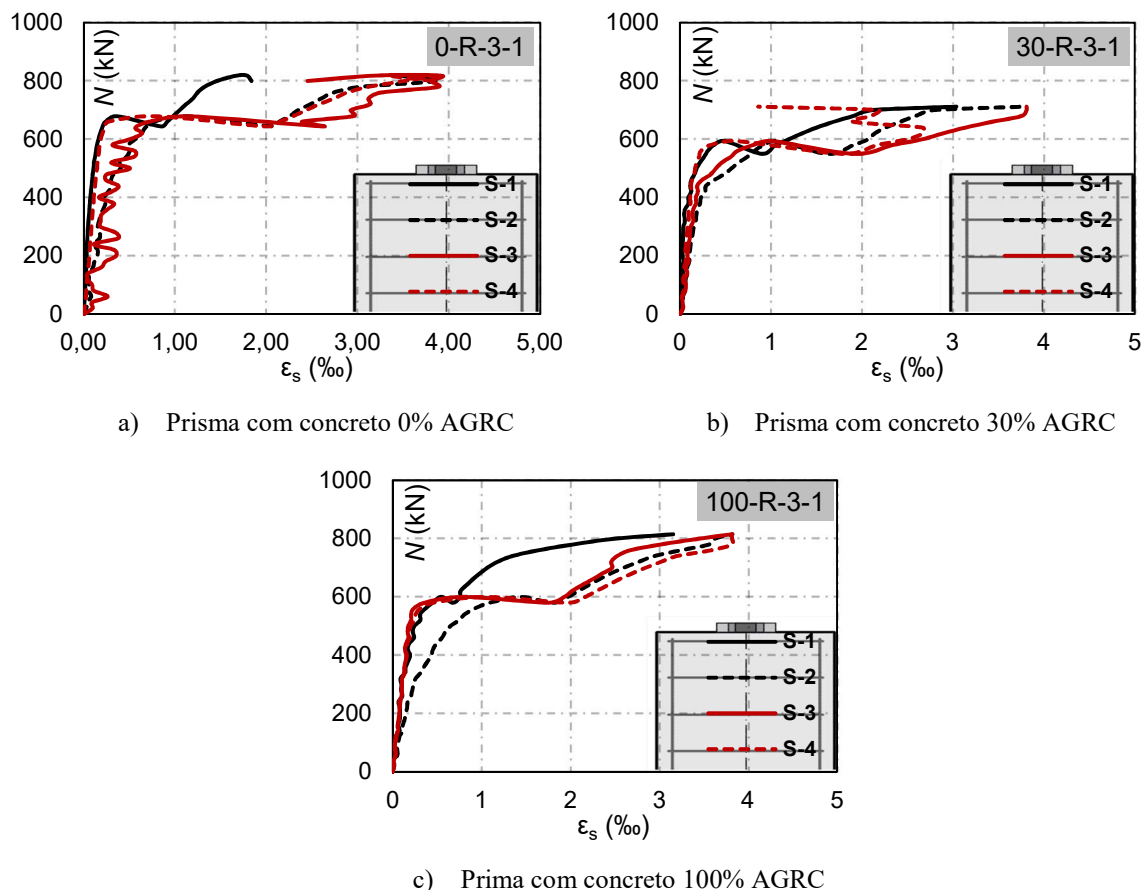 1000
800
600
400
200
0
N (kN)
0-R-3-1
S-1
S-2
S-3
S-4
0,00 1,00 2,00 3,00 4,00 5,00
εs (‰)
a) Prisma com concreto 0% AGRC
1000
800
600
400
200
0
N (kN)
30-R-3-1
S-1
S-2
S-3
S-4
0 1 2 3 4 5
εs (‰)
b) Prisma com concreto 30% AGRC
1000
800
600
400
200
0
N (kN)
100-R-3-1
S-1
S-2
S-3
S-4
0 1 2 3 4 5
εs (‰)
c) Prima com concreto 100% AGRC